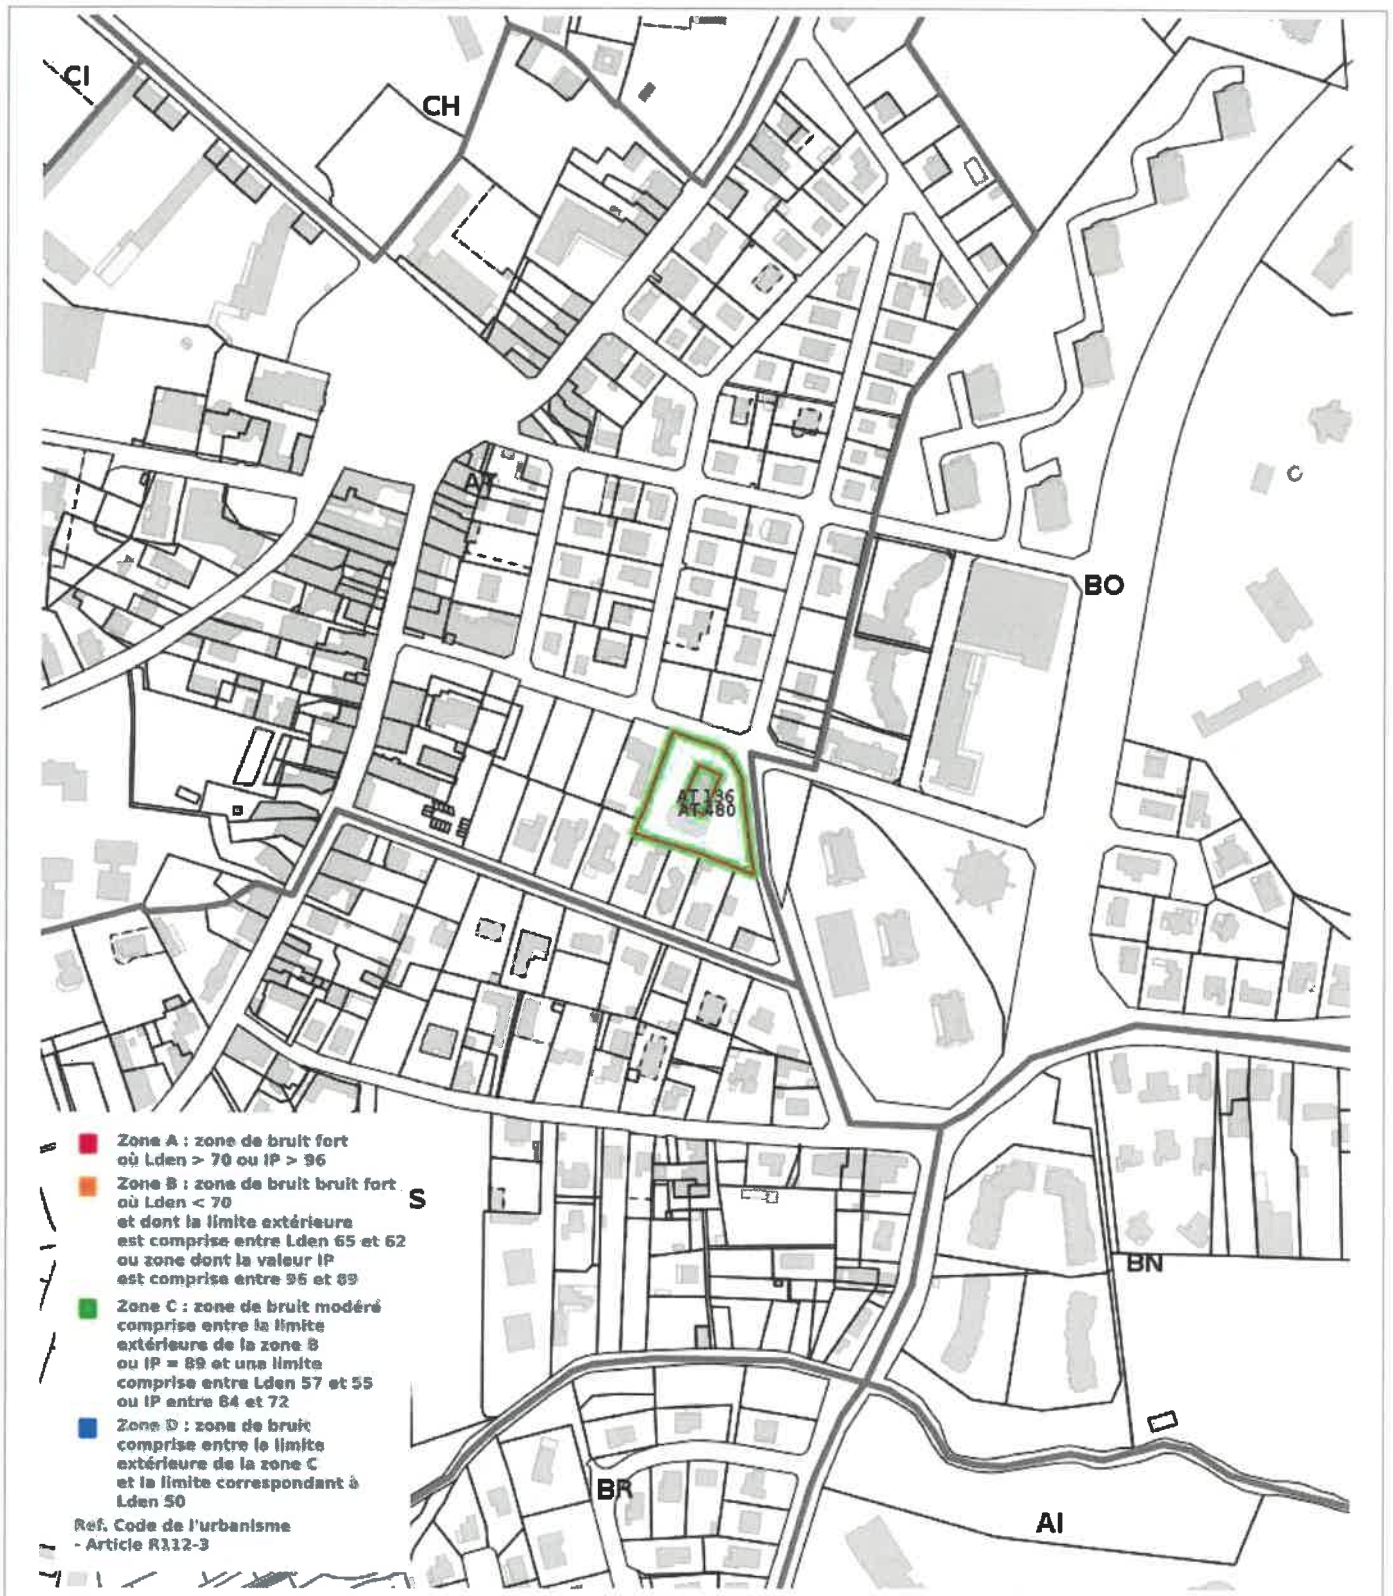 CI
CH
AT
BO
AT 136
AT 480
Zone A : zone de bruit fort
où Lden > 70 ou IP > 96
Zone B : zone de bruit bruit fort
où Lden < 70
et dont la limite extérieure
est comprise entre Lden 65 et 62
ou zone dont la valeur IP
est comprise entre 96 et 89
S
Zone C : zone de bruit modéré
comprise entre la limite
extérieure de la zone B
ou IP = 89 et une limite
comprise entre Lden 57 et 55
ou IP entre 84 et 72
Zone D : zone de bruit
comprise entre la limite
extérieure de la zone C
et la limite correspondant à
Lden 50
Ref. Code de l'urbanisme
- Article R112-3
BN
BR
AI